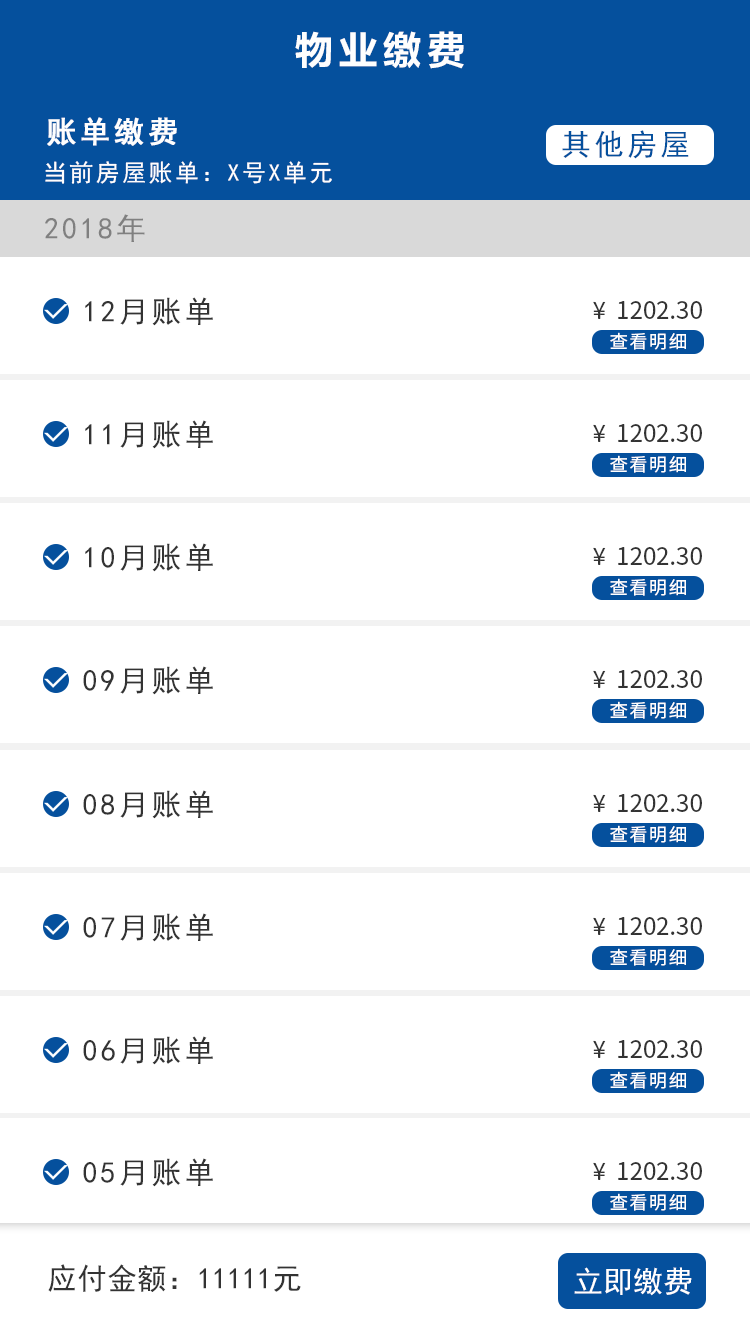 物业缴费
账单缴费
其他房屋
当前房屋账单：X号X单元
2018年
12月账单
¥ 1202.30
查看明细
11月账单
¥ 1202.30
查看明细
10月账单
¥ 1202.30
查看明细
09月账单
¥ 1202.30
查看明细
08月账单
¥ 1202.30
查看明细
07月账单
¥ 1202.30
查看明细
06月账单
¥ 1202.30
查看明细
05月账单
¥ 1202.30
查看明细
应付金额：11111元
立即缴费